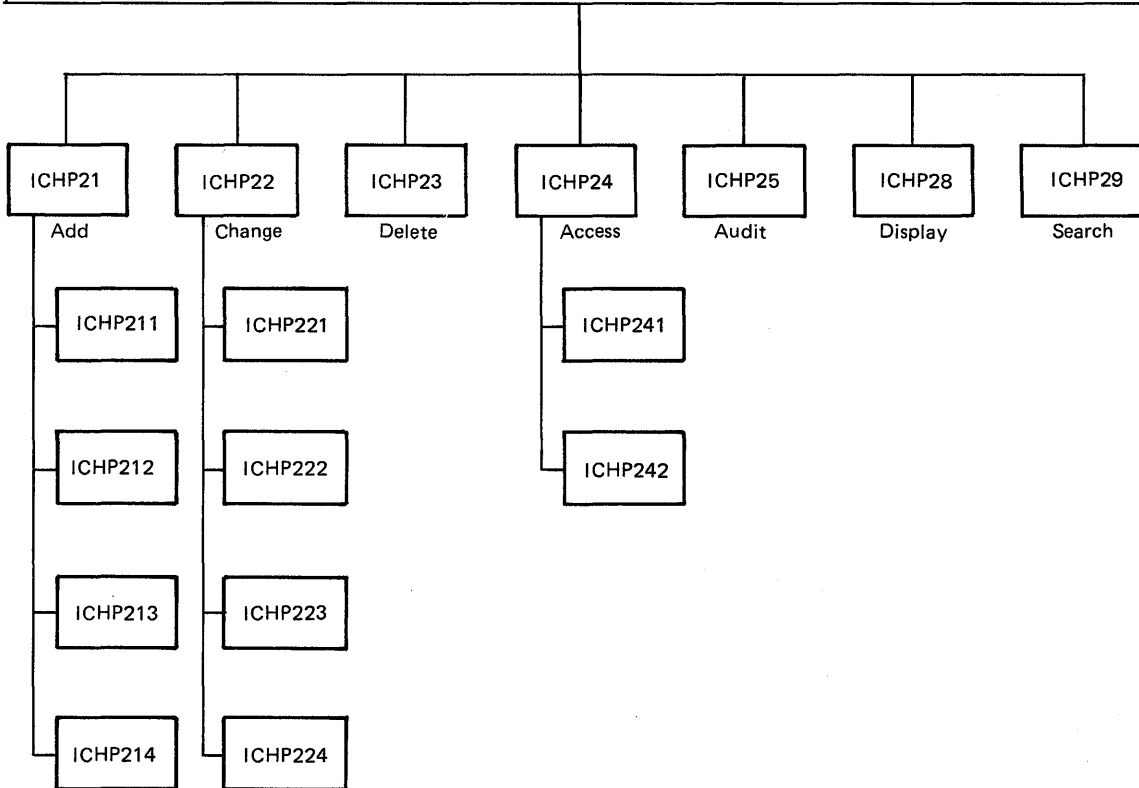 ICHP21 ICHP22 ICHP23 ICHP24 ICHP25 ICHP28 ICHP29
Add Change Delete Access Audit Display Search
ICHP211 ICHP221 ICHP241
ICHP212 ICHP222 ICHP242
ICHP213 ICHP223
ICHP214 ICHP224